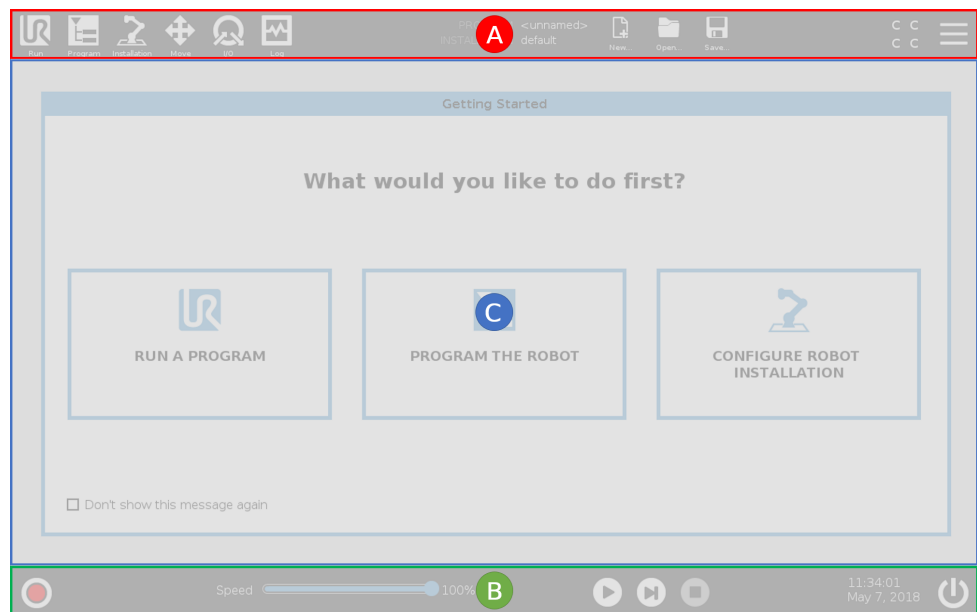 Run Program Installation Move I/O Log
<unnamed>
default
New... Open... Save...
C C
C C
A
Getting Started
What would you like to do first?
C
RUN A PROGRAM
PROGRAM THE ROBOT
CONFIGURE ROBOT
INSTALLATION
Don't show this message again
Speed 100%
B
11:34:01
May 7, 2018